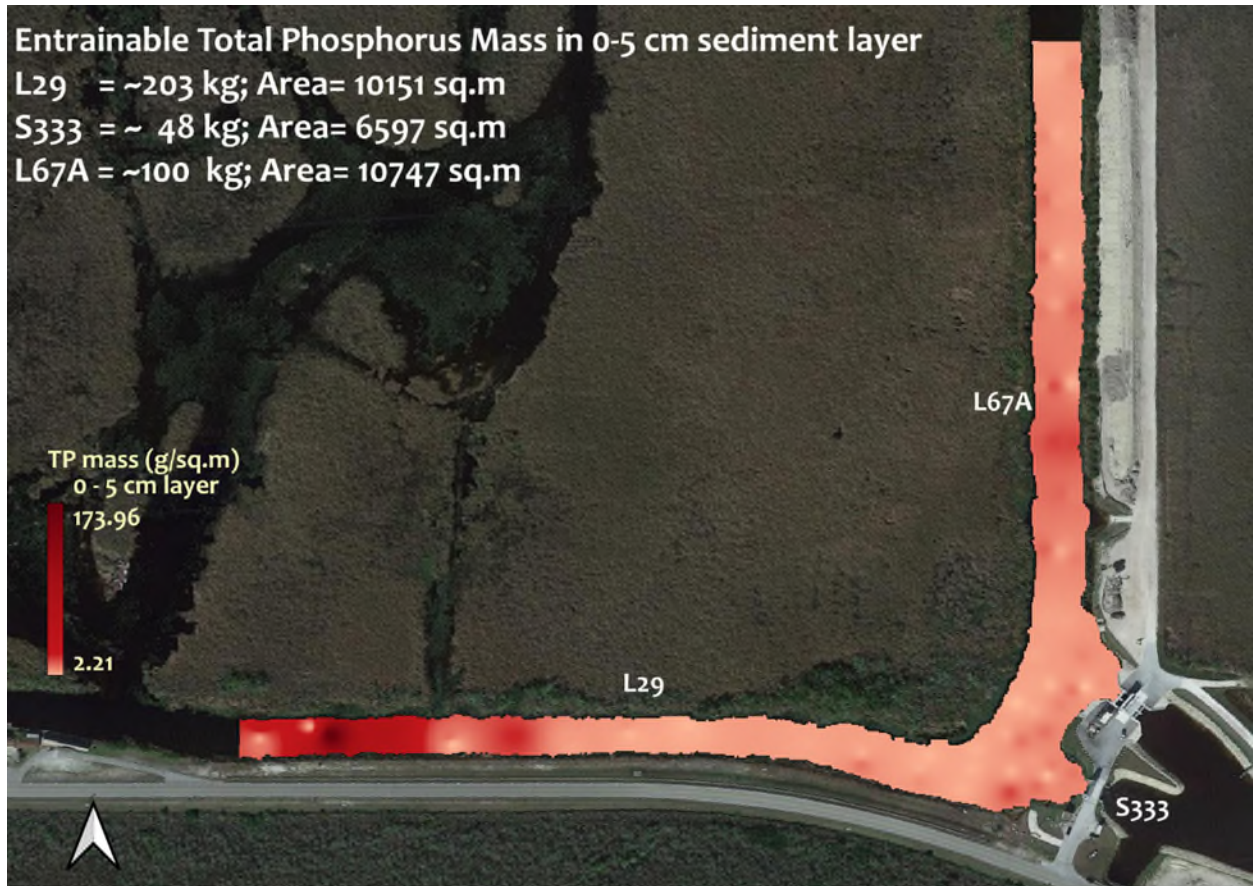 Entrainable Total Phosphorus Mass in 0-5 cm sediment layer
L29 = ~203 kg; Area= 10151 sq.m
S333 = ~ 48 kg; Area= 6597 sq.m
L67A = ~100 kg; Area= 10747 sq.m
L67A
TP mass (g/sq.m)
0 - 5 cm layer
173.96
2.21
L29
S333